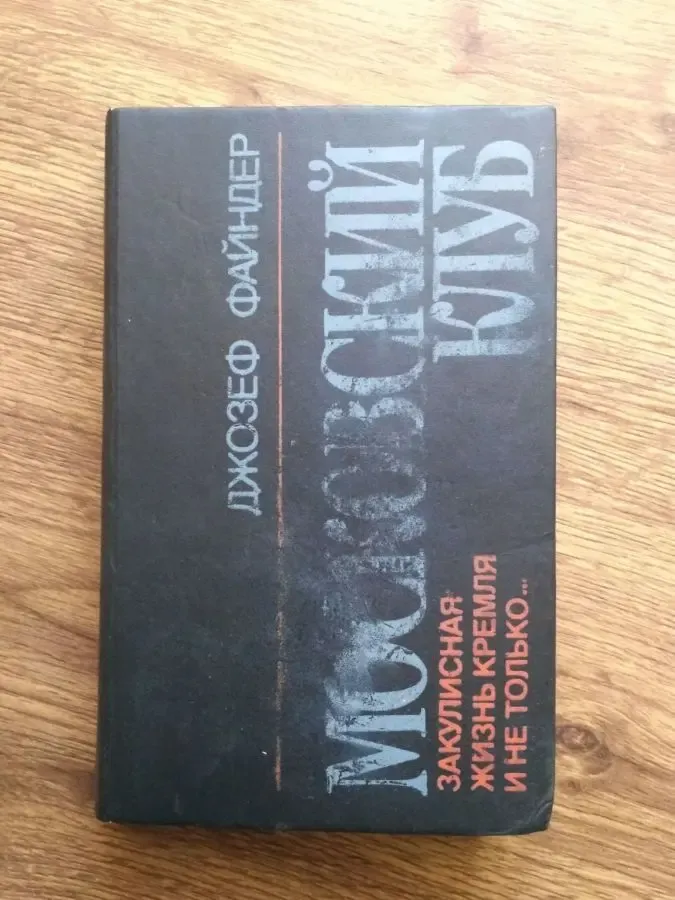 ДЖОЗЕФ ФАЙНДЕР
МОСКОВСКИЙ
КЛУБ
ЗАКУЛИСНАЯ
ЖИЗНЬ КРЕМЛЯ
И НЕ ТОЛЬКО...